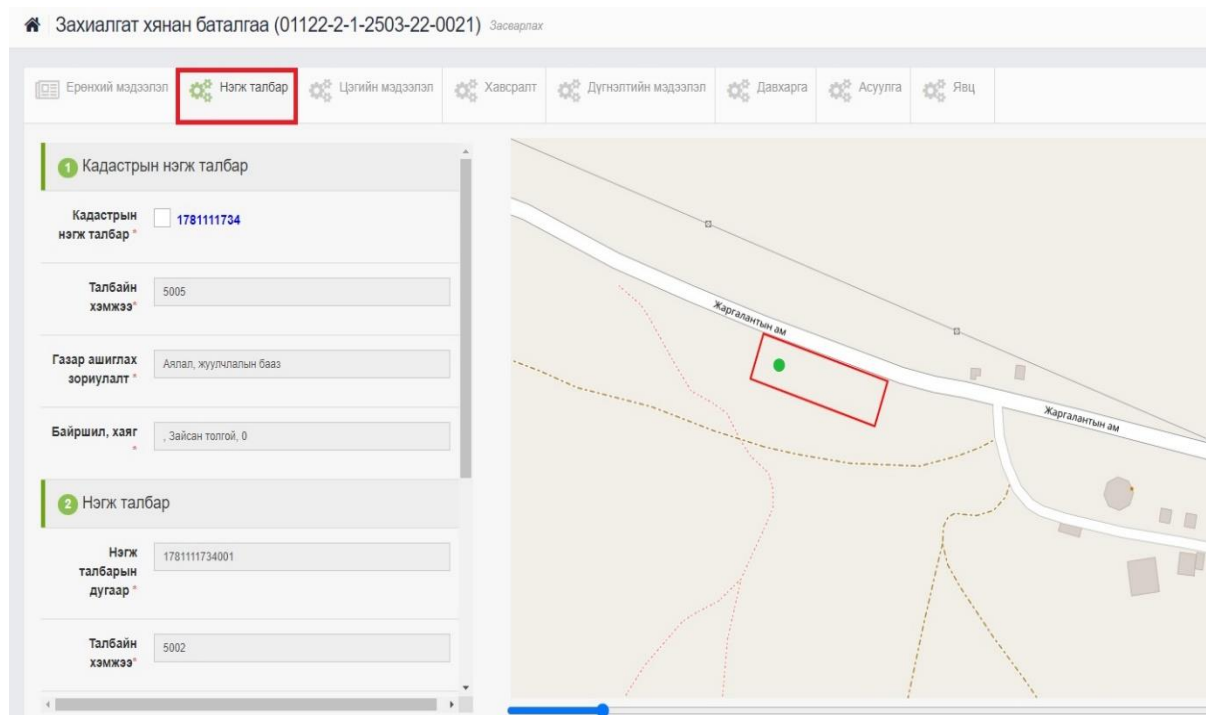 Захиалгат хянан баталгаа (01122-2-1-2503-22-0021) Засварлах
Ерөнхий мэдээлэл Нэгж талбар Цэгийн мэдээлэл Хавсралт Дүгнэлтийн мэдээлэл Давхарга Асуулга Явц
1 Кадастрын нэгж талбар
Кадастрын
нэгж талбар *
1781111734
Талбайн
хэмжээ*
5005
Газар ашиглах
зориулалт *
Аялал, жуулчлалын бааз
Байршил, хаяг
*
, Зайсан толгой, 0
2 Нэгж талбар
Нэгж
талбарын
дугаар *
1781111734001
Талбайн
хэмжээ*
5002
Жаргалантын ам
Жаргалантын ам